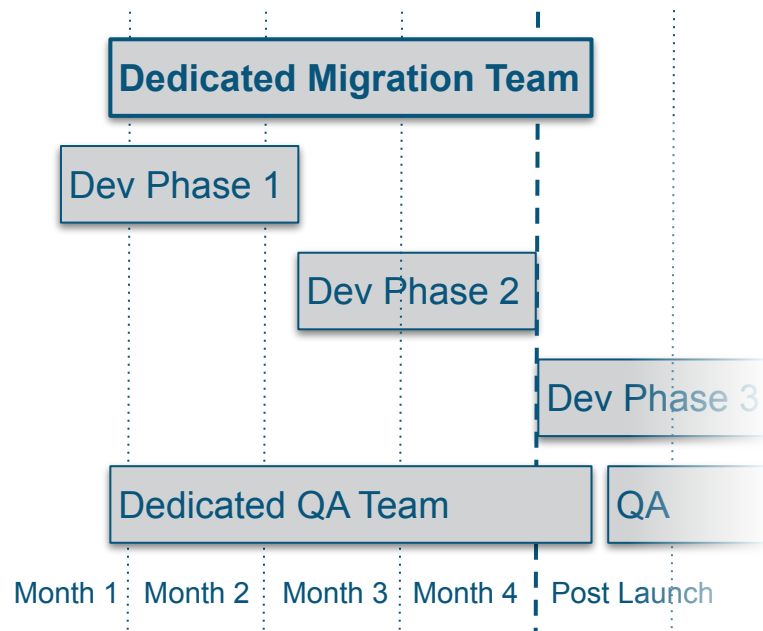 Dedicated Migration Team
Dev Phase 1
Dev Phase 2
Dev Phase 3
Dedicated QA Team
QA
Month 1
Month 2
Month 3
Month 4
Post Launch